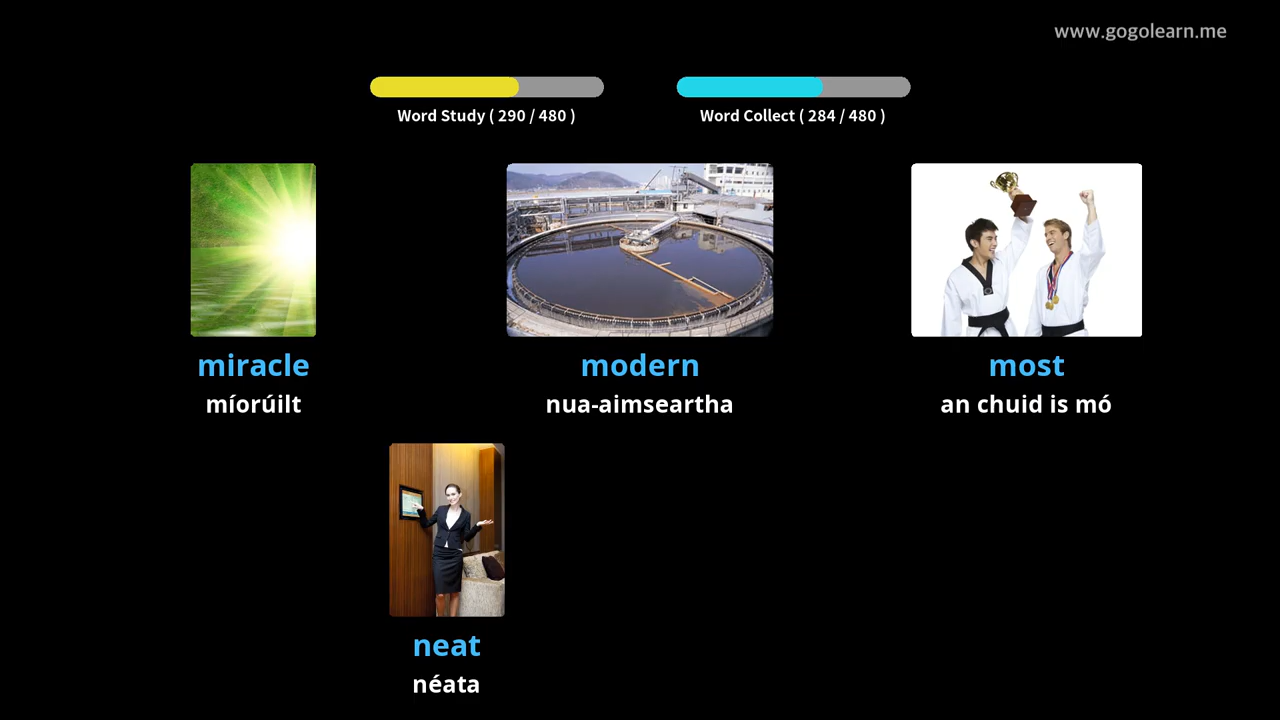 www.gogolearn.me
Word Study ( 290 / 480 )
Word Collect ( 284 / 480 )
miracle
míorúilt
modern
nua-aimseartha
most
an chuid is mó
neat
néata